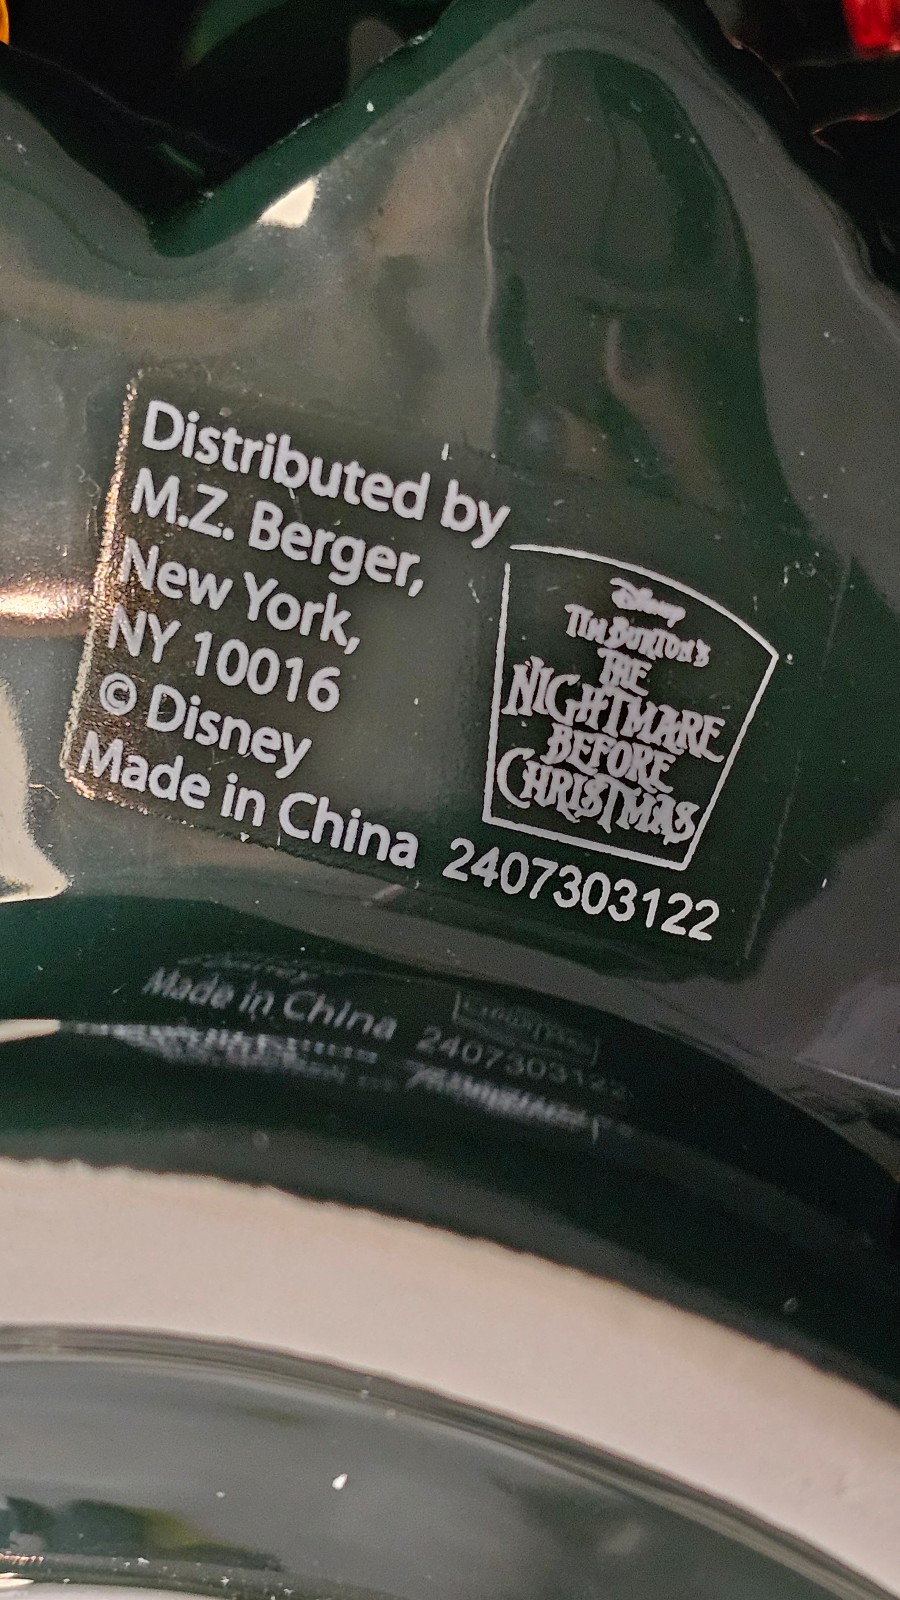 Distributed by
M.Z. Berger,
New York,
NY 10016
© Disney
Made in China 2407303122
Disney
TIM BURTON'S
THE
NIGHTMARE
BEFORE
CHRISTMAS
Made in China 2407303122